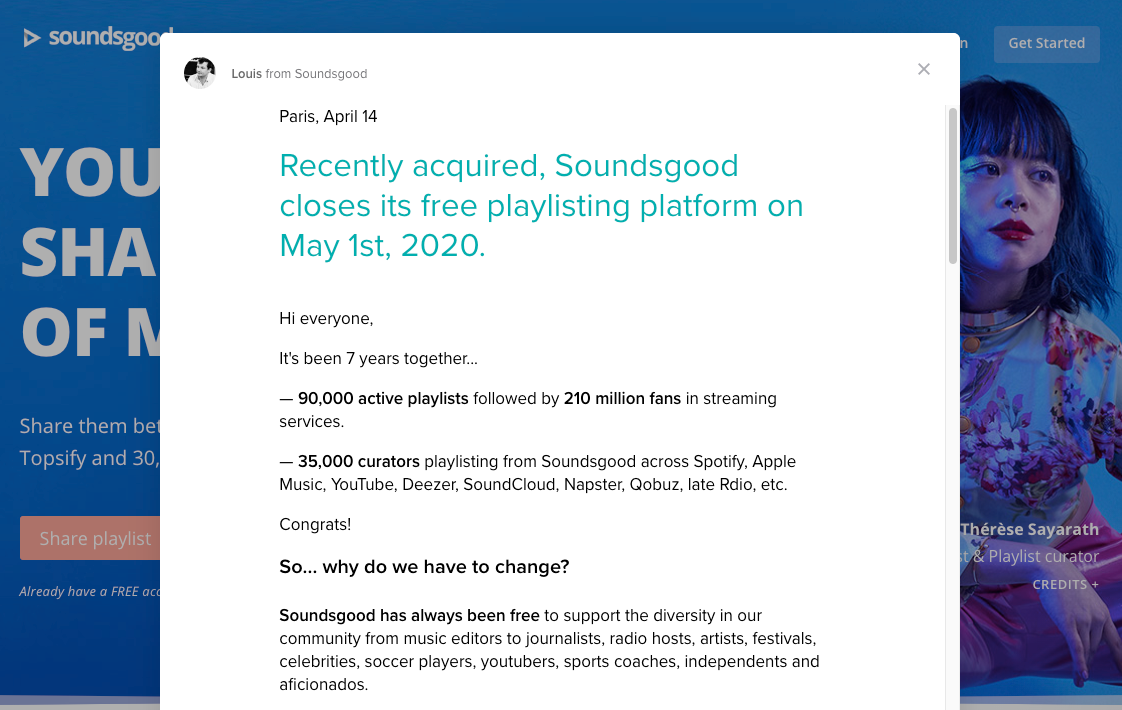 soundsgood
Get Started
Louis from Soundsgood
Paris, April 14
Recently acquired, Soundsgood
closes its free playlisting platform on
May 1st, 2020.
Hi everyone,
It's been 7 years together...
— 90,000 active playlists followed by 210 million fans in streaming
services.
— 35,000 curators playlisting from Soundsgood across Spotify, Apple
Music, YouTube, Deezer, SoundCloud, Napster, Qobuz, late Rdio, etc.
Congrats!
So... why do we have to change?
Soundsgood has always been free to support the diversity in our
community from music editors to journalists, radio hosts, artists, festivals,
celebrities, soccer players, youtubers, sports coaches, independents and
aficionados.
YOU
SHA
OF M
Share them bet
Topsify and 30,
Share playlist
Already have a FREE acc
Thérèse Sayarath
st & Playlist curator
CREDITS +